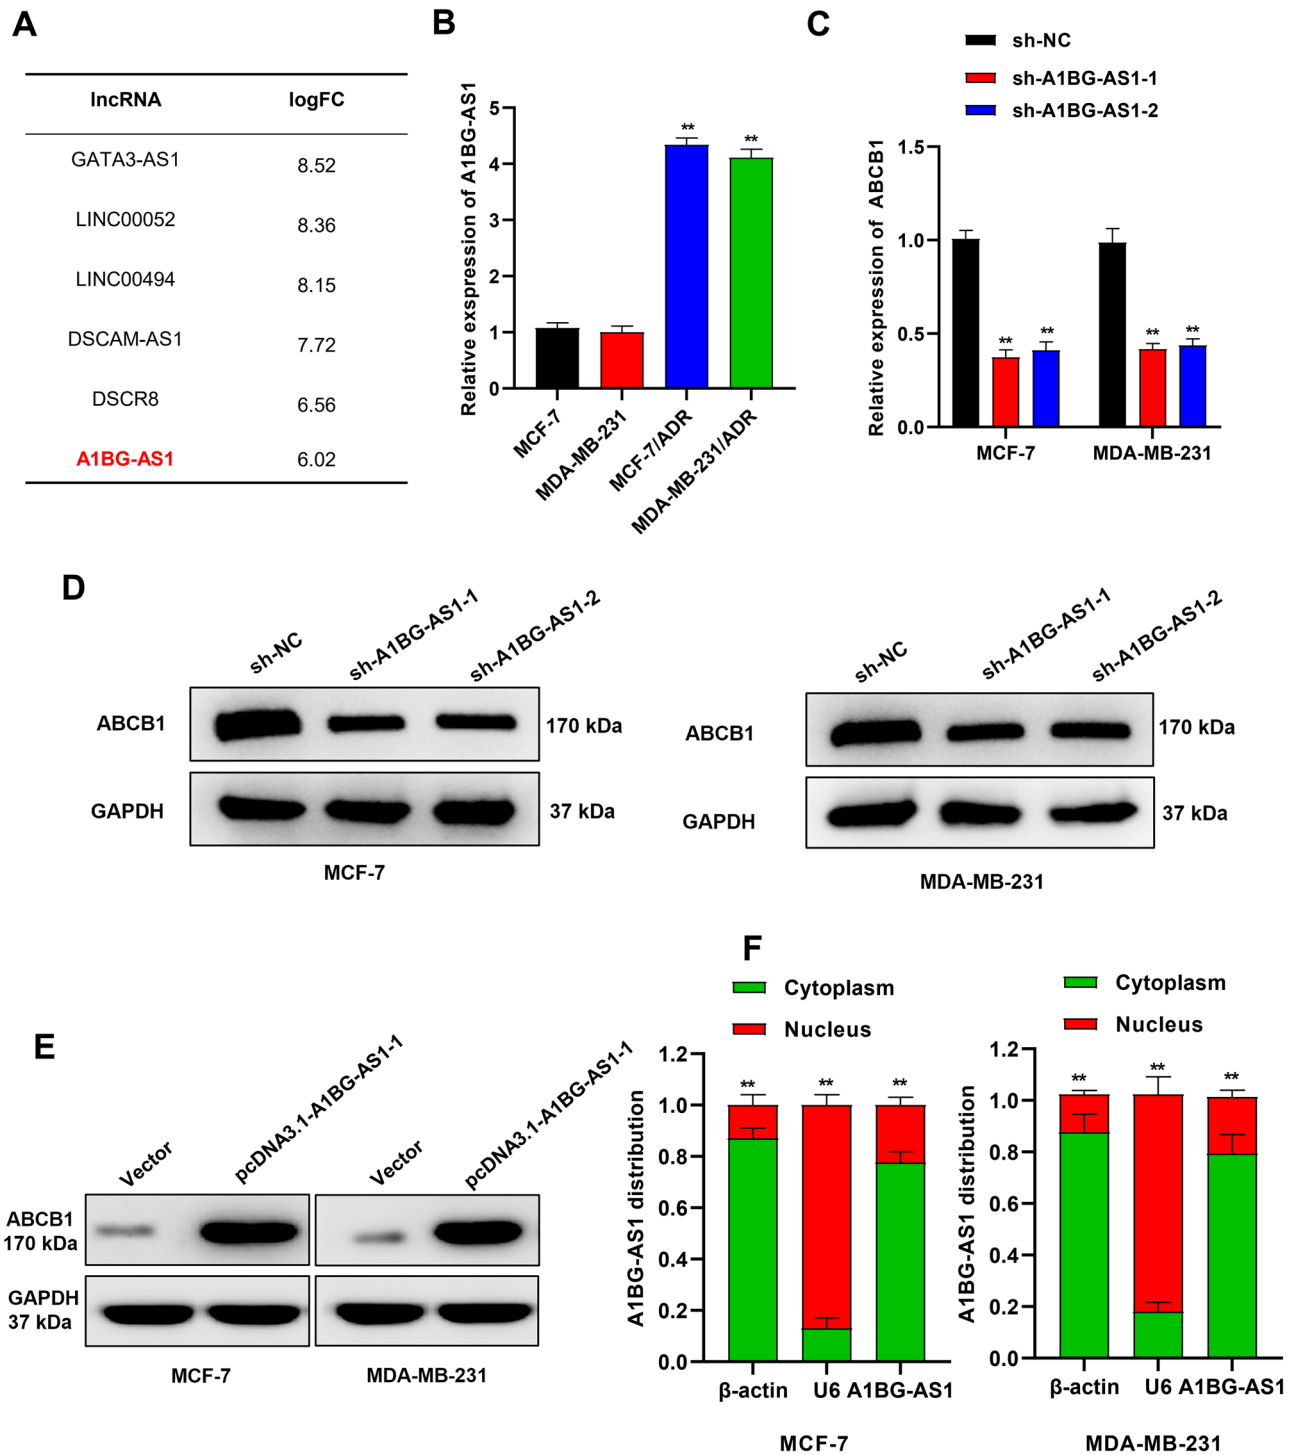 A
lncRNA logFC
GATA3-AS1 8.52
LINC00052 8.36
LINC00494 8.15
DSCAM-AS1 7.72
DSCR8 6.56
A1BG-AS1 6.02
B
Relative exspression of A1BG-AS1
5
4
3
2
1
0
MCF-7
MDA-MB-231
MCF-7/ADR
MDA-MB-231/ADR
** **
C
sh-NC
sh-A1BG-AS1-1
sh-A1BG-AS1-2
Relative expression of ABCB1
1.5
1.0
0.5
0.0
** ** ** **
MCF-7 MDA-MB-231
D
sh-NC sh-A1BG-AS1-1 sh-A1BG-AS1-2
ABCB1 170 kDa
GAPDH 37 kDa
MCF-7
sh-NC sh-A1BG-AS1-1 sh-A1BG-AS1-2
ABCB1 170 kDa
GAPDH 37 kDa
MDA-MB-231
E
Vector pcDNA3.1-A1BG-AS1-1 Vector pcDNA3.1-A1BG-AS1-1
ABCB1
170 kDa
GAPDH
37 kDa
MCF-7 MDA-MB-231
F
Cytoplasm
Nucleus
A1BG-AS1 distribution
1.2
1.0
0.8
0.6
0.4
0.2
0.0
** ** **
β-actin U6 A1BG-AS1
MCF-7
Cytoplasm
Nucleus
A1BG-AS1 distribution
1.2
1.0
0.8
0.6
0.4
0.2
0.0
** ** **
β-actin U6 A1BG-AS1
MDA-MB-231